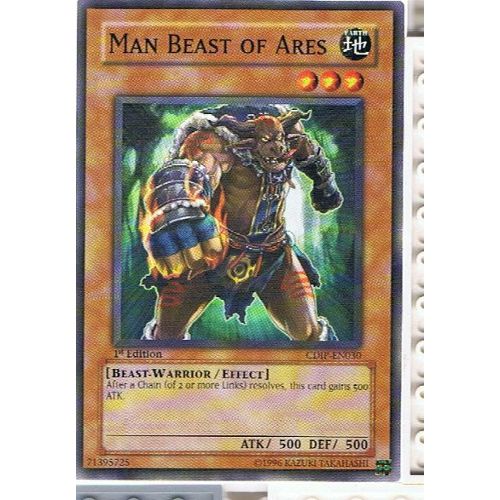 MAN BEAST OF ARES
EARTH
地
1st Edition
CDIP-EN030
[BEAST-WARRIOR / EFFECT]
After a Chain (of 2 or more Links) resolves, this card gains 500
ATK.
ATK/ 500 DEF/ 500
71395725
©1996 KAZUKI TAKAHASHI